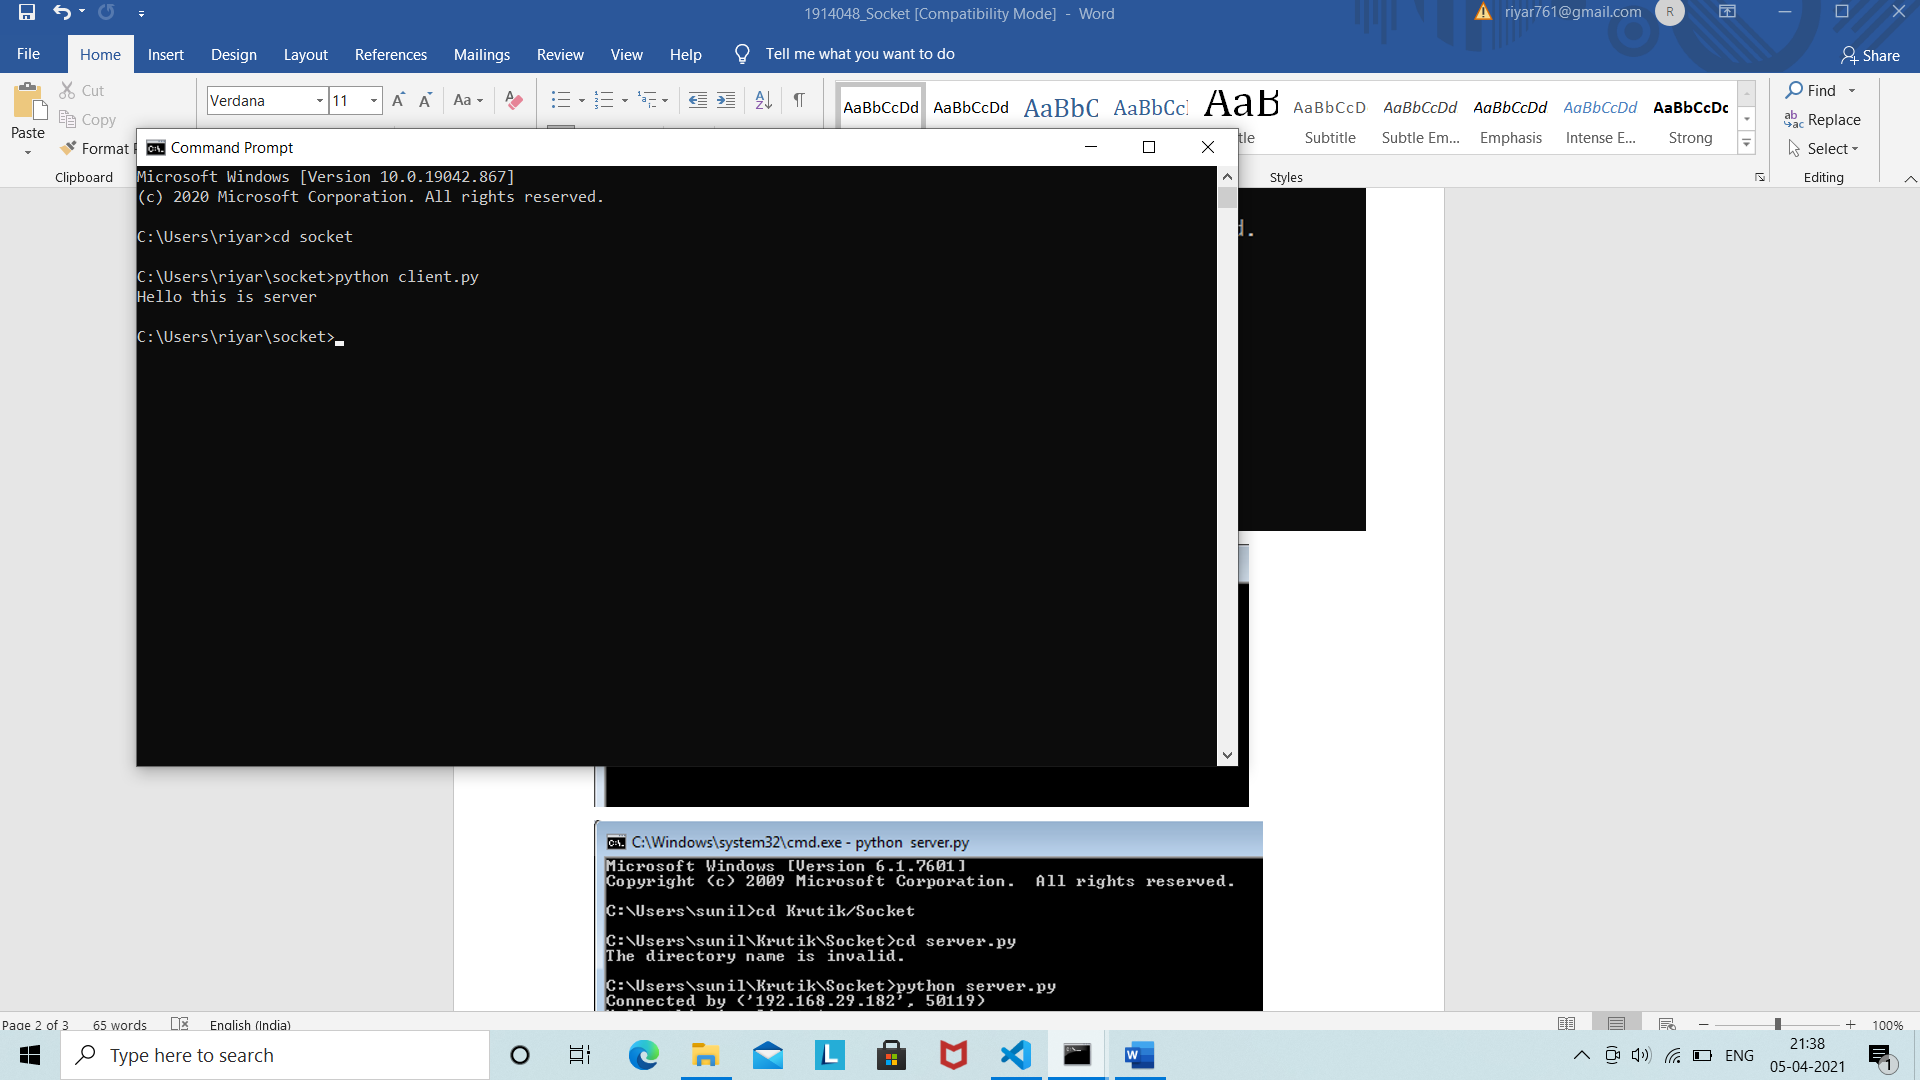 1914048_Socket [Compatibility Mode] - Word
riyar761@gmail.com
R
File Home Insert Design Layout References Mailings Review View Help Tell me what you want to do
Share
Paste
Cut
Copy
Format
Clipboard
Verdana 11
Aa
AaBbCcDd AaBbCcDd AaBbC AaBbCc AaB AaBbCcD AaBbCcDd AaBbCcDd AaBbCcDd AaBbCcDc
Subtitle Subtle Em... Emphasis Intense E... Strong
Styles
Find
Replace
Select
Editing
Command Prompt
Microsoft Windows [Version 10.0.19042.867]
(c) 2020 Microsoft Corporation. All rights reserved.
C:\Users\riyar>cd socket
C:\Users\riyar\socket>python client.py
Hello this is server
C:\Users\riyar\socket>
d.
C:\Windows\system32\cmd.exe - python server.py
Microsoft Windows [Version 6.1.7601]
Copyright (c) 2009 Microsoft Corporation. All rights reserved.
C:\Users\sunil>cd Krutik/Socket
C:\Users\sunil\Krutik\Socket>cd server.py
The directory name is invalid.
C:\Users\sunil\Krutik\Socket>python server.py
Connected by ('192.168.29.182', 50119)
Page 2 of 3 65 words English (India)
100%
Type here to search
ENG
21:38
05-04-2021
1